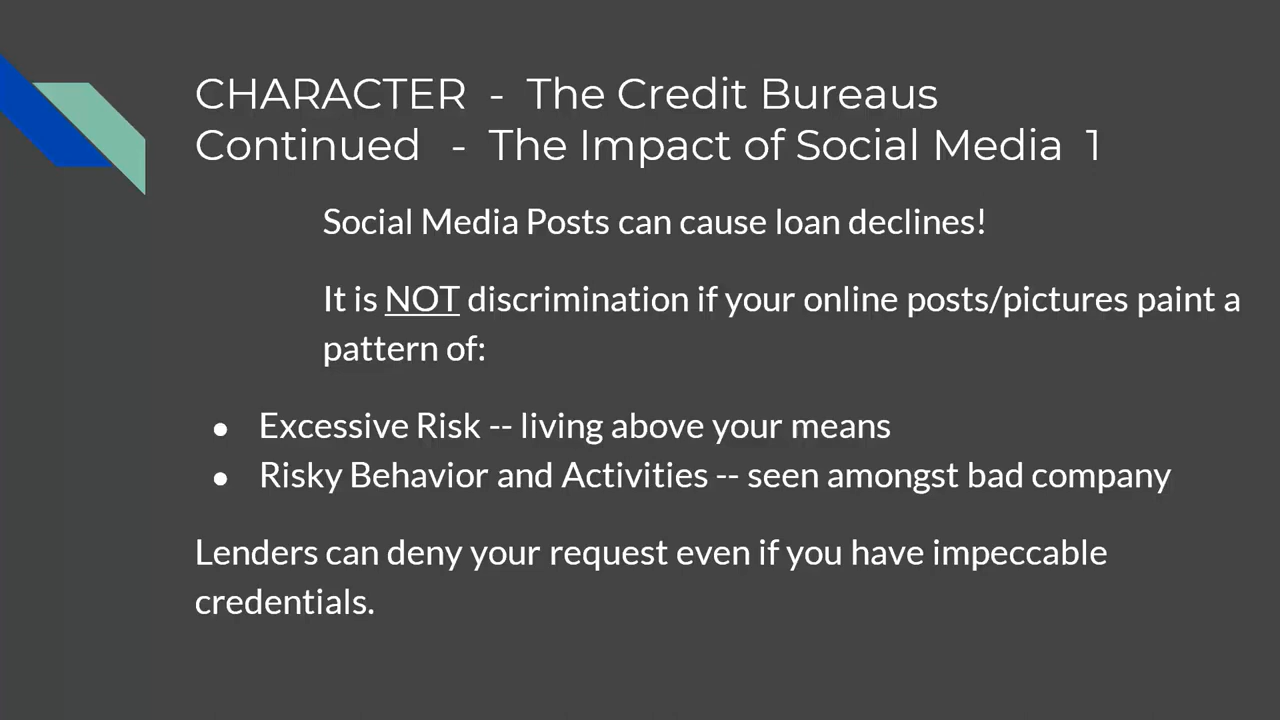 CHARACTER - The Credit Bureaus
Continued - The Impact of Social Media 1
Social Media Posts can cause loan declines!
It is NOT discrimination if your online posts/pictures paint a
pattern of:
● Excessive Risk -- living above your means
● Risky Behavior and Activities -- seen amongst bad company
Lenders can deny your request even if you have impeccable
credentials.